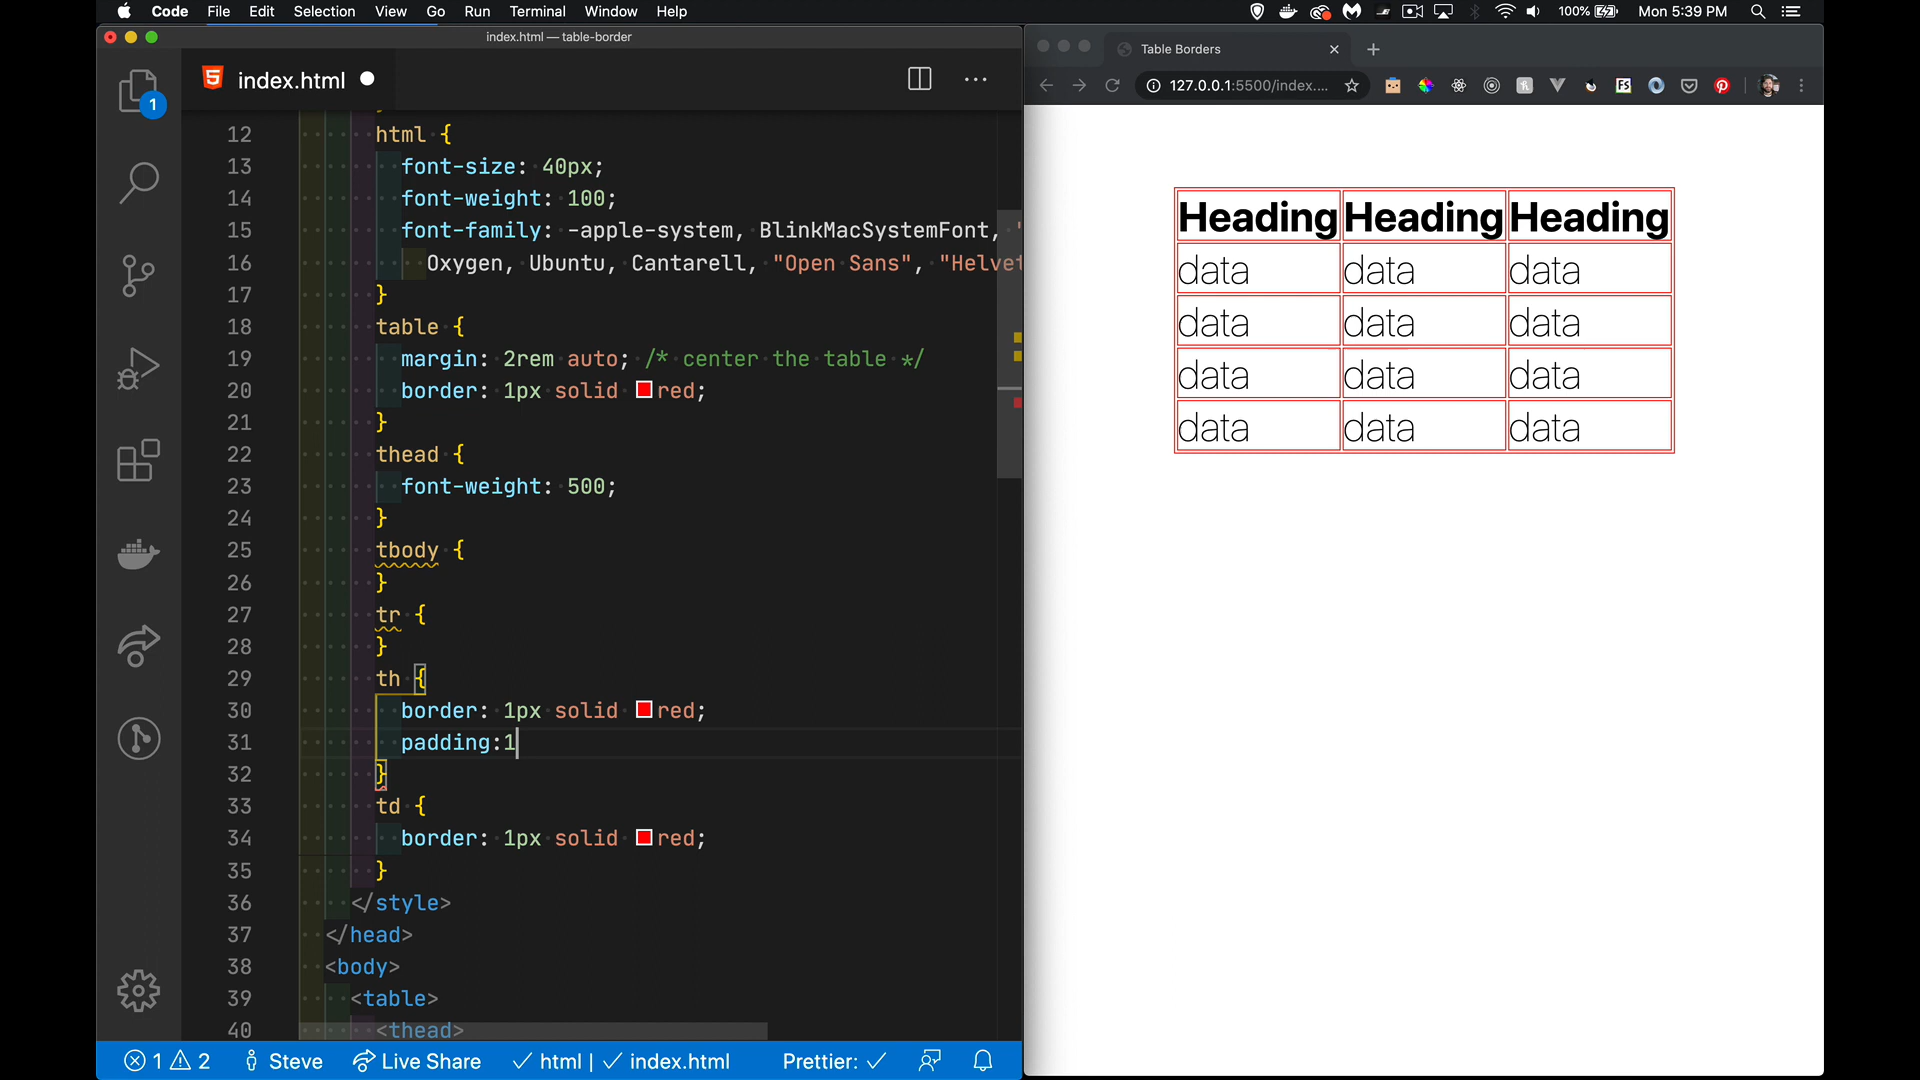 Code File Edit Selection View Go Run Terminal Window Help
100% Mon 5:39 PM
index.html — table-border
index.html
1
12 html {
13 font-size: 40px;
14 font-weight: 100;
15 font-family: -apple-system, BlinkMacSystemFont, "
16 Oxygen, Ubuntu, Cantarell, "Open Sans", "Helvet
17 }
18 table {
19 margin: 2rem auto; /* center the table */
20 border: 1px solid red;
21 }
22 thead {
23 font-weight: 500;
24 }
25 tbody {
26 }
27 tr {
28 }
29 th {
30 border: 1px solid red;
31 padding:1
32 }
33 td {
34 border: 1px solid red;
35 }
36 </style>
37 </head>
38 <body>
39 <table>
40 <thead>
1 2 Steve Live Share html | index.html Prettier:
Table Borders
127.0.0.1:5500/index....
Heading Heading Heading
data data data
data data data
data data data
data data data